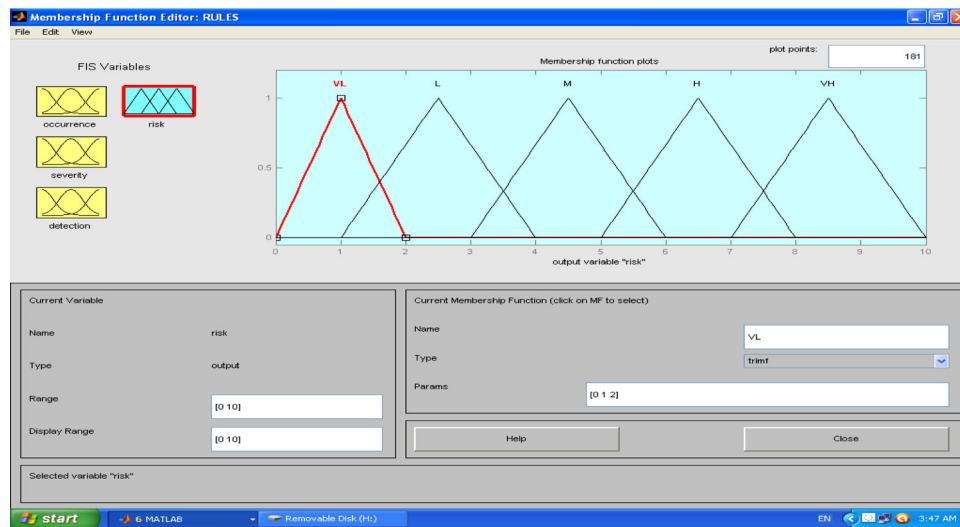 Membership Function Editor: RULES
File Edit View
FIS Variables
plot points: 181
Membership function plots
occurrence risk
severity
detection
VL L M H VH
1
0.5
0
0 1 2 3 4 5 6 7 8 9 10
output variable "risk"
Current Variable
Name risk
Type output
Range [0 10]
Display Range [0 10]
Current Membership Function (click on MF to select)
Name VL
Type trimf
Params [0 1 2]
Help Close
Selected variable "risk"
start 6 MATLAB Removable Disk (H:) EN 3:47 AM